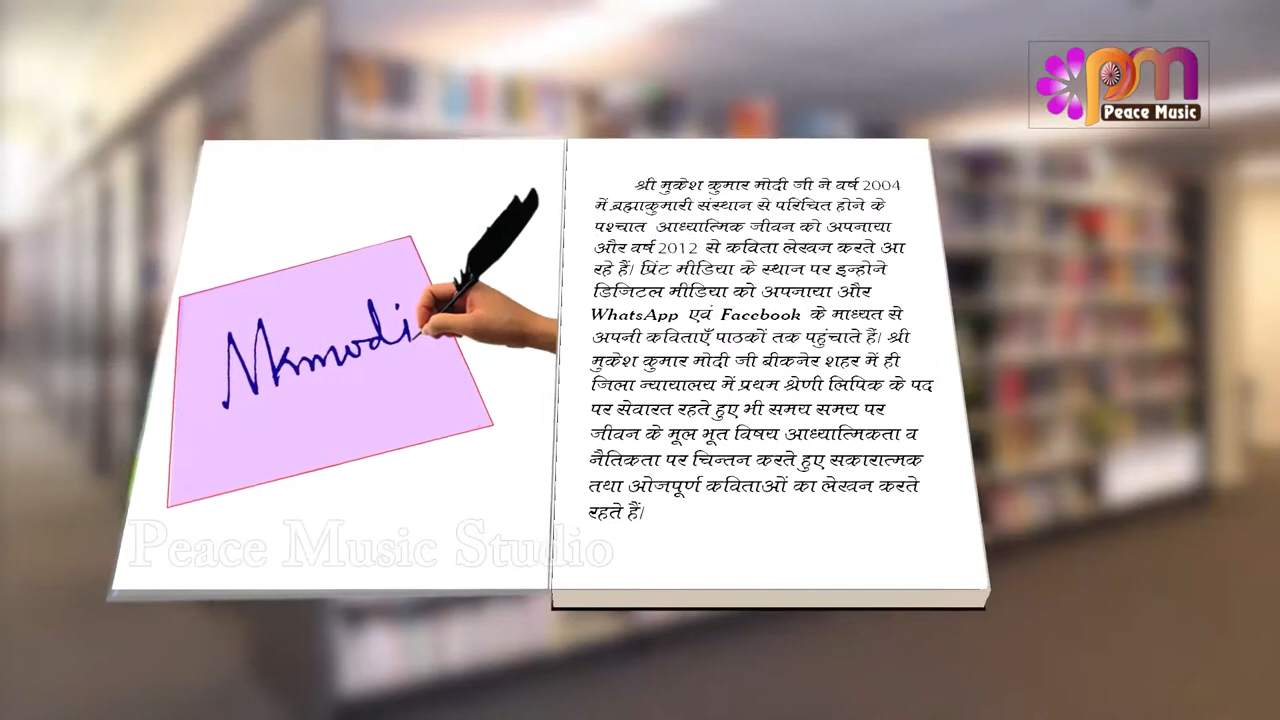 Peace Music
श्री मुकेश कुमार मोदी जी ने वर्ष 2004
में ब्रह्माकुमारी संस्थान से परिचित होने के
पश्चात आध्यात्मिक जीवन को अपनाया
और वर्ष 2012 से कविता लेखन करते आ
रहे हैं। प्रिंट मीडिया के स्थान पर इन्होने
डिजिटल मीडिया को अपनाया और
WhatsApp एवं Facebook के माध्यत से
अपनी कविताएँ पाठकों तक पहुंचाते हैं। श्री
मुकेश कुमार मोदी जी बीकनेर शहर में ही
जिला न्यायालय में प्रथम श्रेणी लिपिक के पद
पर सेवारत रहते हुए भी समय समय पर
जीवन के मूल भूत विषय आध्यात्मिकता व
नैतिकता पर चिन्तन करते हुए सकारात्मक
तथा ओजपूर्ण कविताओं का लेखन करते
रहते हैं।
Mkmodi
Peace Music Studio